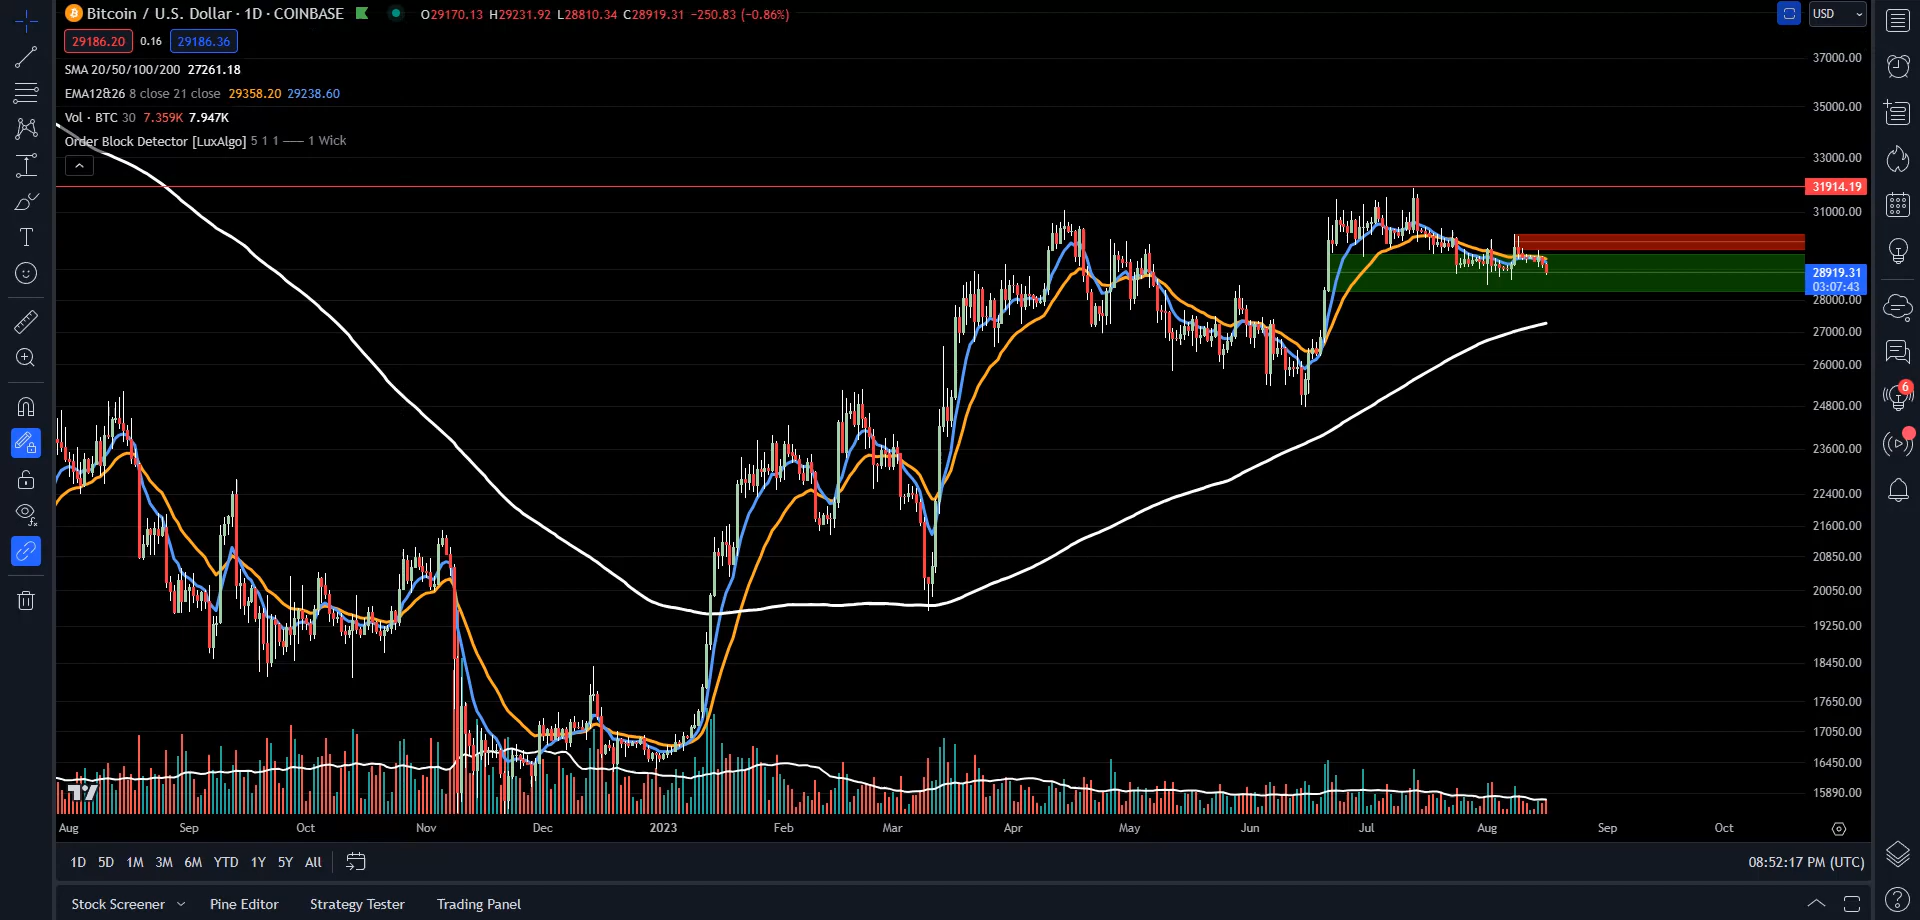 Bitcoin / U.S. Dollar · 1D · COINBASE O29170.13 H29231.92 L28810.34 C28919.31 −250.83 (−0.86%)
USD
29186.20 0.16 29186.36
SMA 20/50/100/200 27261.18
EMA12&26 8 close 21 close 29358.20 29238.60
Vol · BTC 30 7.359K 7.947K
Order Block Detector [LuxAlgo] 5 1 1 —— 1 Wick
37000.00
35000.00
33000.00
31914.19
31000.00
28919.31
03:07:43
28000.00
27000.00
26000.00
24800.00
23600.00
22400.00
21600.00
20850.00
20050.00
19250.00
18450.00
17650.00
17050.00
16450.00
15890.00
6
Aug Sep Oct Nov Dec 2023 Feb Mar Apr May Jun Jul Aug Sep Oct
1D 5D 1M 3M 6M YTD 1Y 5Y All
08:52:17 PM (UTC)
Stock Screener Pine Editor Strategy Tester Trading Panel